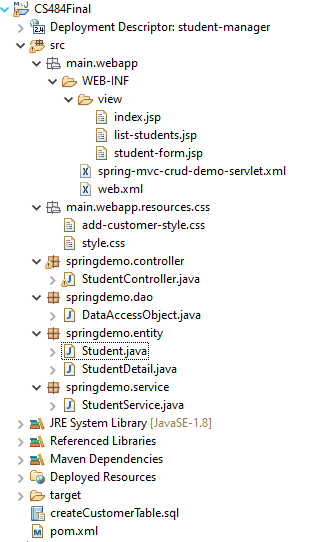 CS484Final
Deployment Descriptor: student-manager
src
main.webapp
WEB-INF
view
index.jsp
list-students.jsp
student-form.jsp
spring-mvc-crud-demo-servlet.xml
web.xml
main.webapp.resources.css
add-customer-style.css
style.css
springdemo.controller
StudentController.java
springdemo.dao
DataAccessObject.java
springdemo.entity
Student.java
StudentDetail.java
springdemo.service
StudentService.java
JRE System Library [JavaSE-1.8]
Referenced Libraries
Maven Dependencies
Deployed Resources
target
createCustomerTable.sql
pom.xml